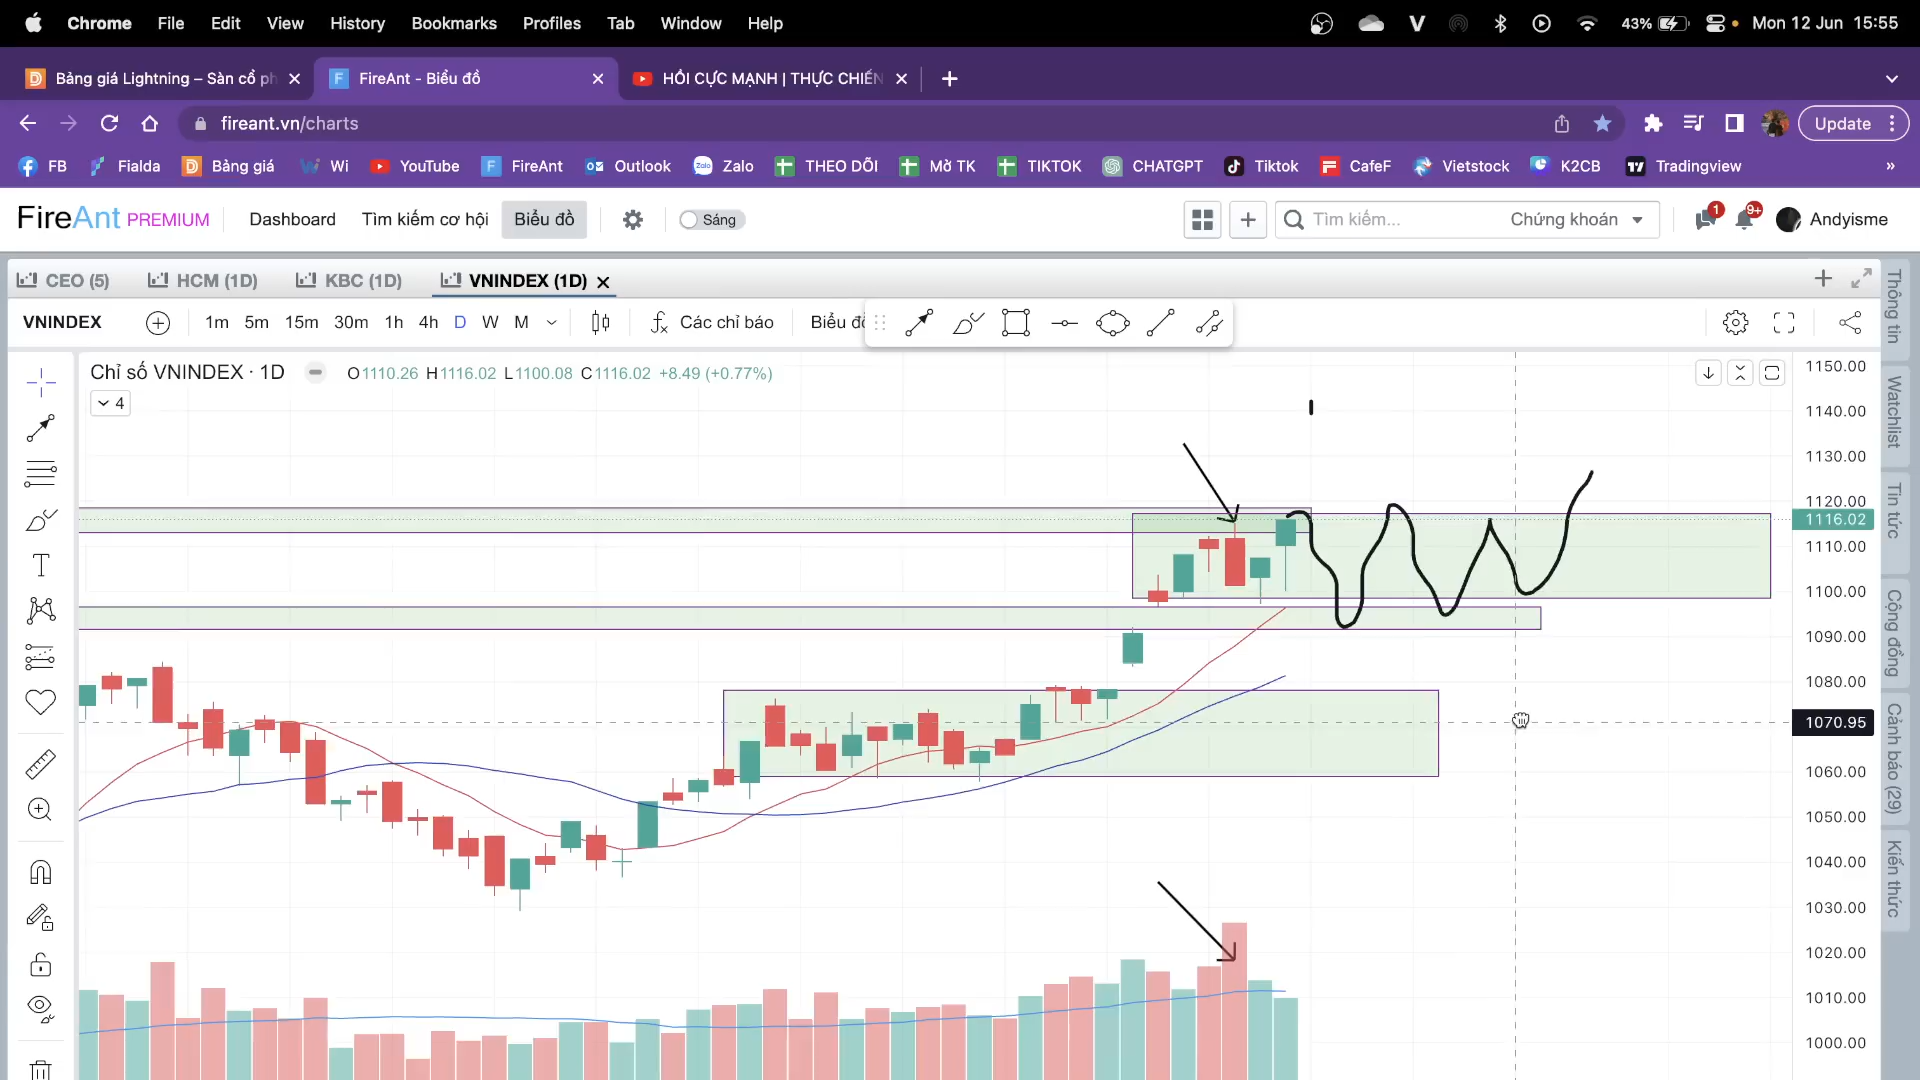 Chrome File Edit View History Bookmarks Profiles Tab Window Help 43% Mon 12 Jun 15:55
Bảng giá Lightning – Sàn cổ ph FireAnt - Biểu đồ HỒI CỰC MẠNH | THỰC CHIẾN
fireant.vn/charts Update
FB Fialda Bảng giá Wi YouTube FireAnt Outlook Zalo THEO DÕI Mở TK TIKTOK CHATGPT Tiktok CafeF Vietstock K2CB Tradingview »
FireAnt PREMIUM Dashboard Tìm kiếm cơ hội Biểu đồ Sáng Tìm kiếm... Chứng khoán 1 9+ Andyisme
CEO (5) HCM (1D) KBC (1D) VNINDEX (1D)
VNINDEX 1m 5m 15m 30m 1h 4h D W M Các chỉ báo Biểu đồ
Chỉ số VNINDEX · 1D O1110.26 H1116.02 L1100.08 C1116.02 +8.49 (+0.77%)
4
1150.00
1140.00
1130.00
1120.00
1116.02
1110.00
1100.00
1090.00
1080.00
1070.95
1060.00
1050.00
1040.00
1030.00
1020.00
1010.00
1000.00
Thông tin
Watchlist
Tin tức
Cộng đồng
Cảnh báo (29)
Kiến thức